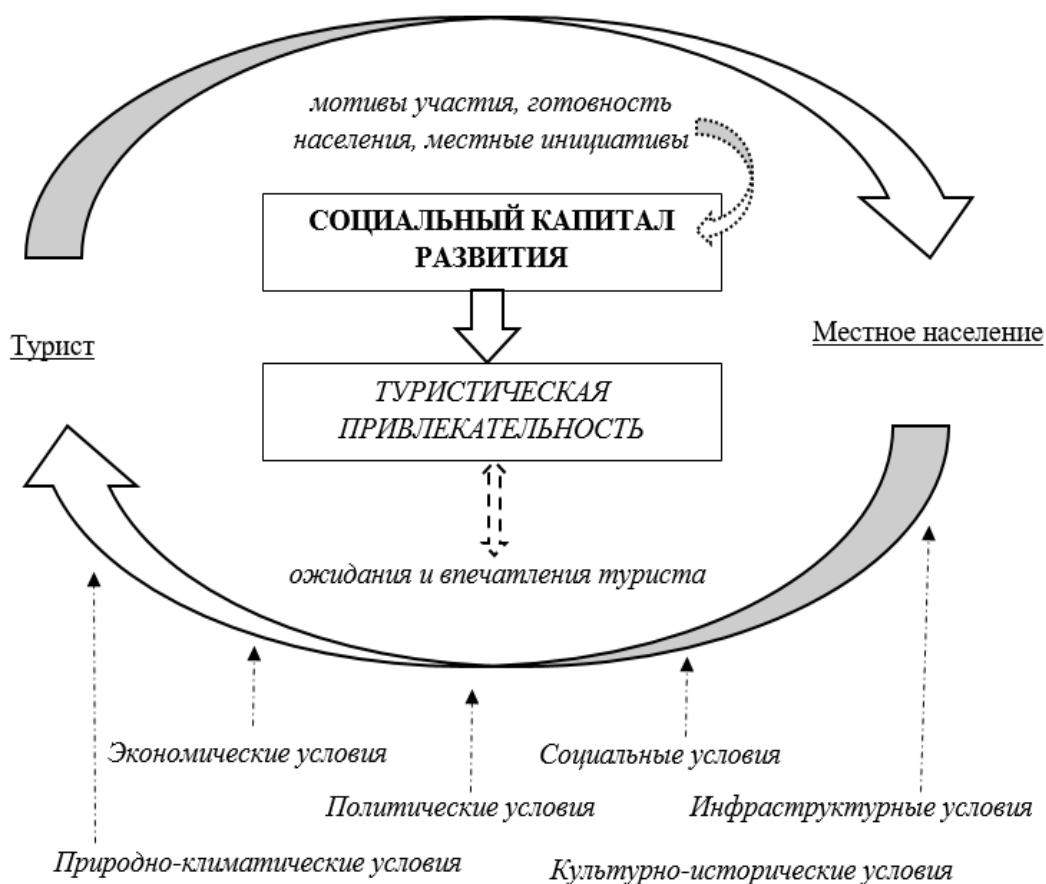 мотивы участия, готовность
населения, местные инициативы
СОЦИАЛЬНЫЙ КАПИТАЛ
РАЗВИТИЯ
Турист
Местное население
ТУРИСТИЧЕСКАЯ
ПРИВЛЕКАТЕЛЬНОСТЬ
ожидания и впечатления туриста
Экономические условия
Социальные условия
Политические условия
Инфраструктурные условия
Природно-климатические условия
Культурно-исторические условия